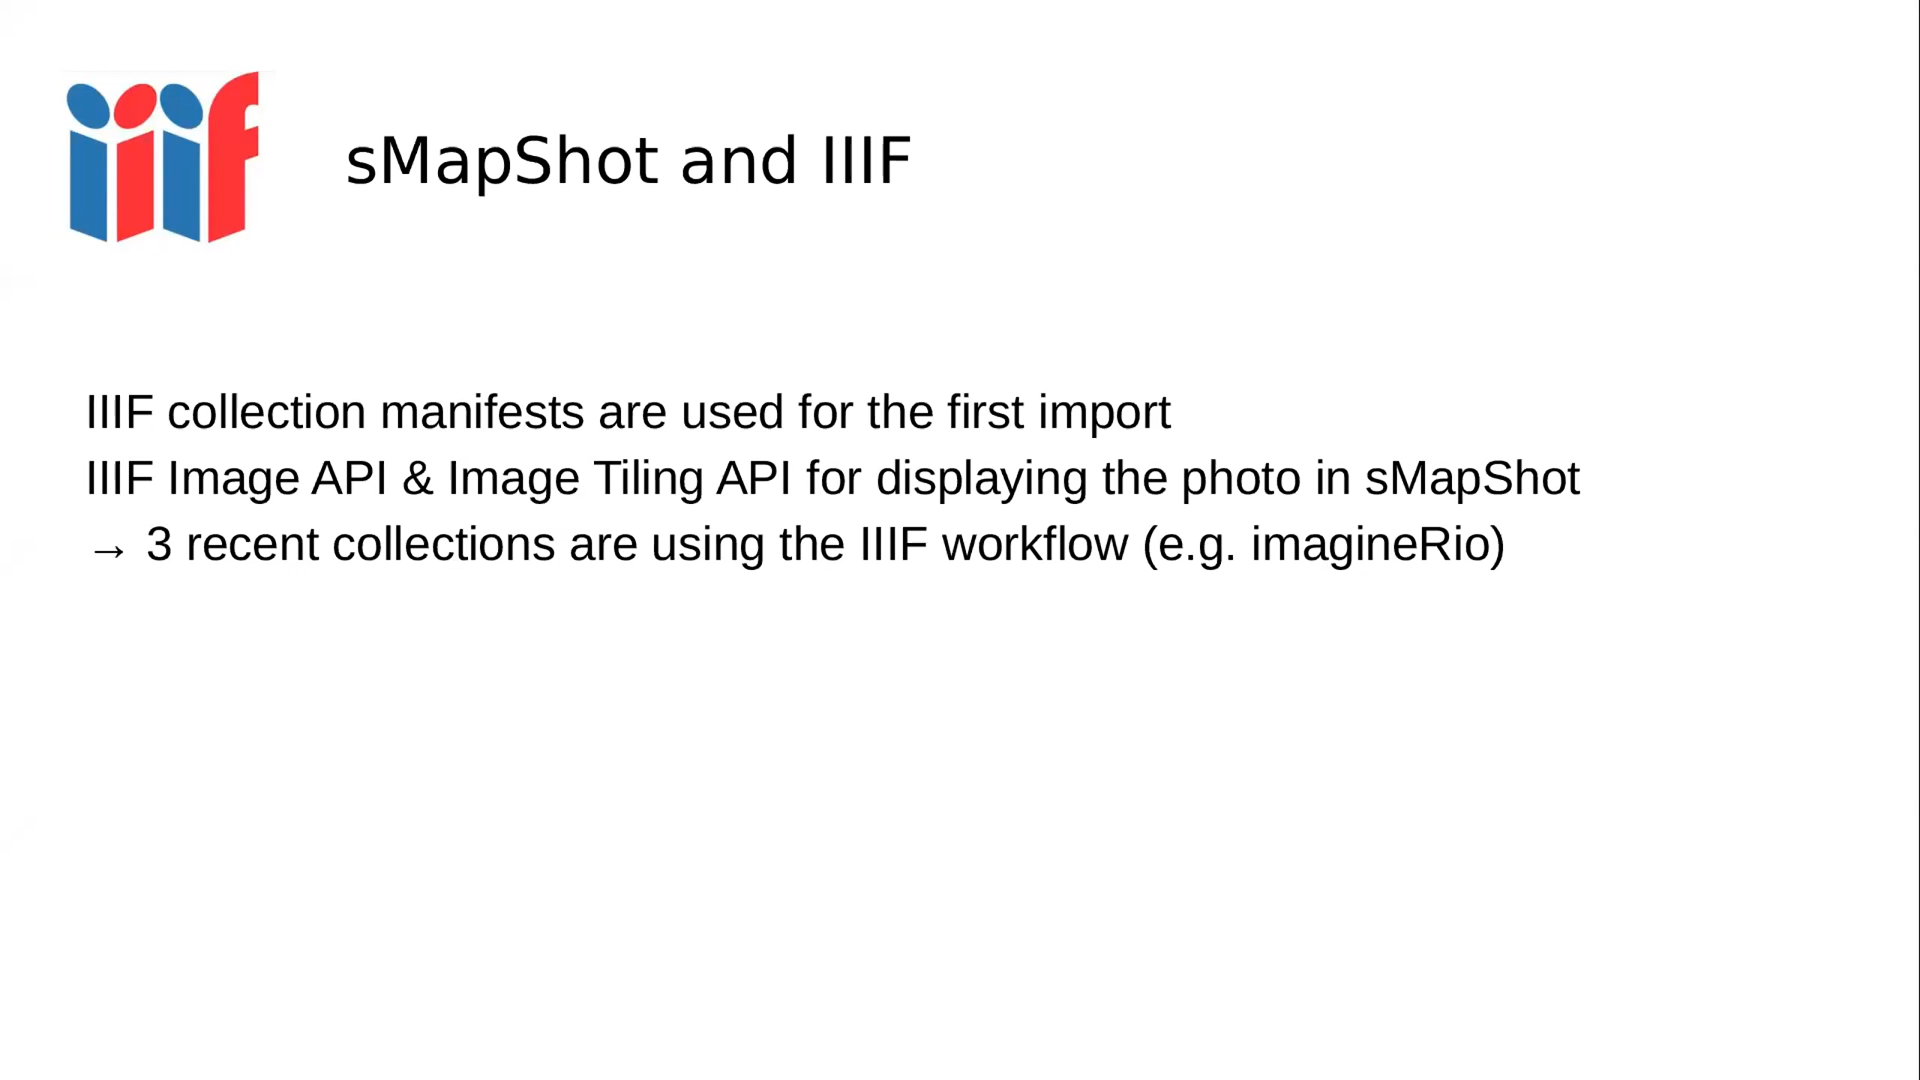 iiif
sMapShot and IIIF
IIIF collection manifests are used for the first import
IIIF Image API & Image Tiling API for displaying the photo in sMapShot
→ 3 recent collections are using the IIIF workflow (e.g. imagineRio)